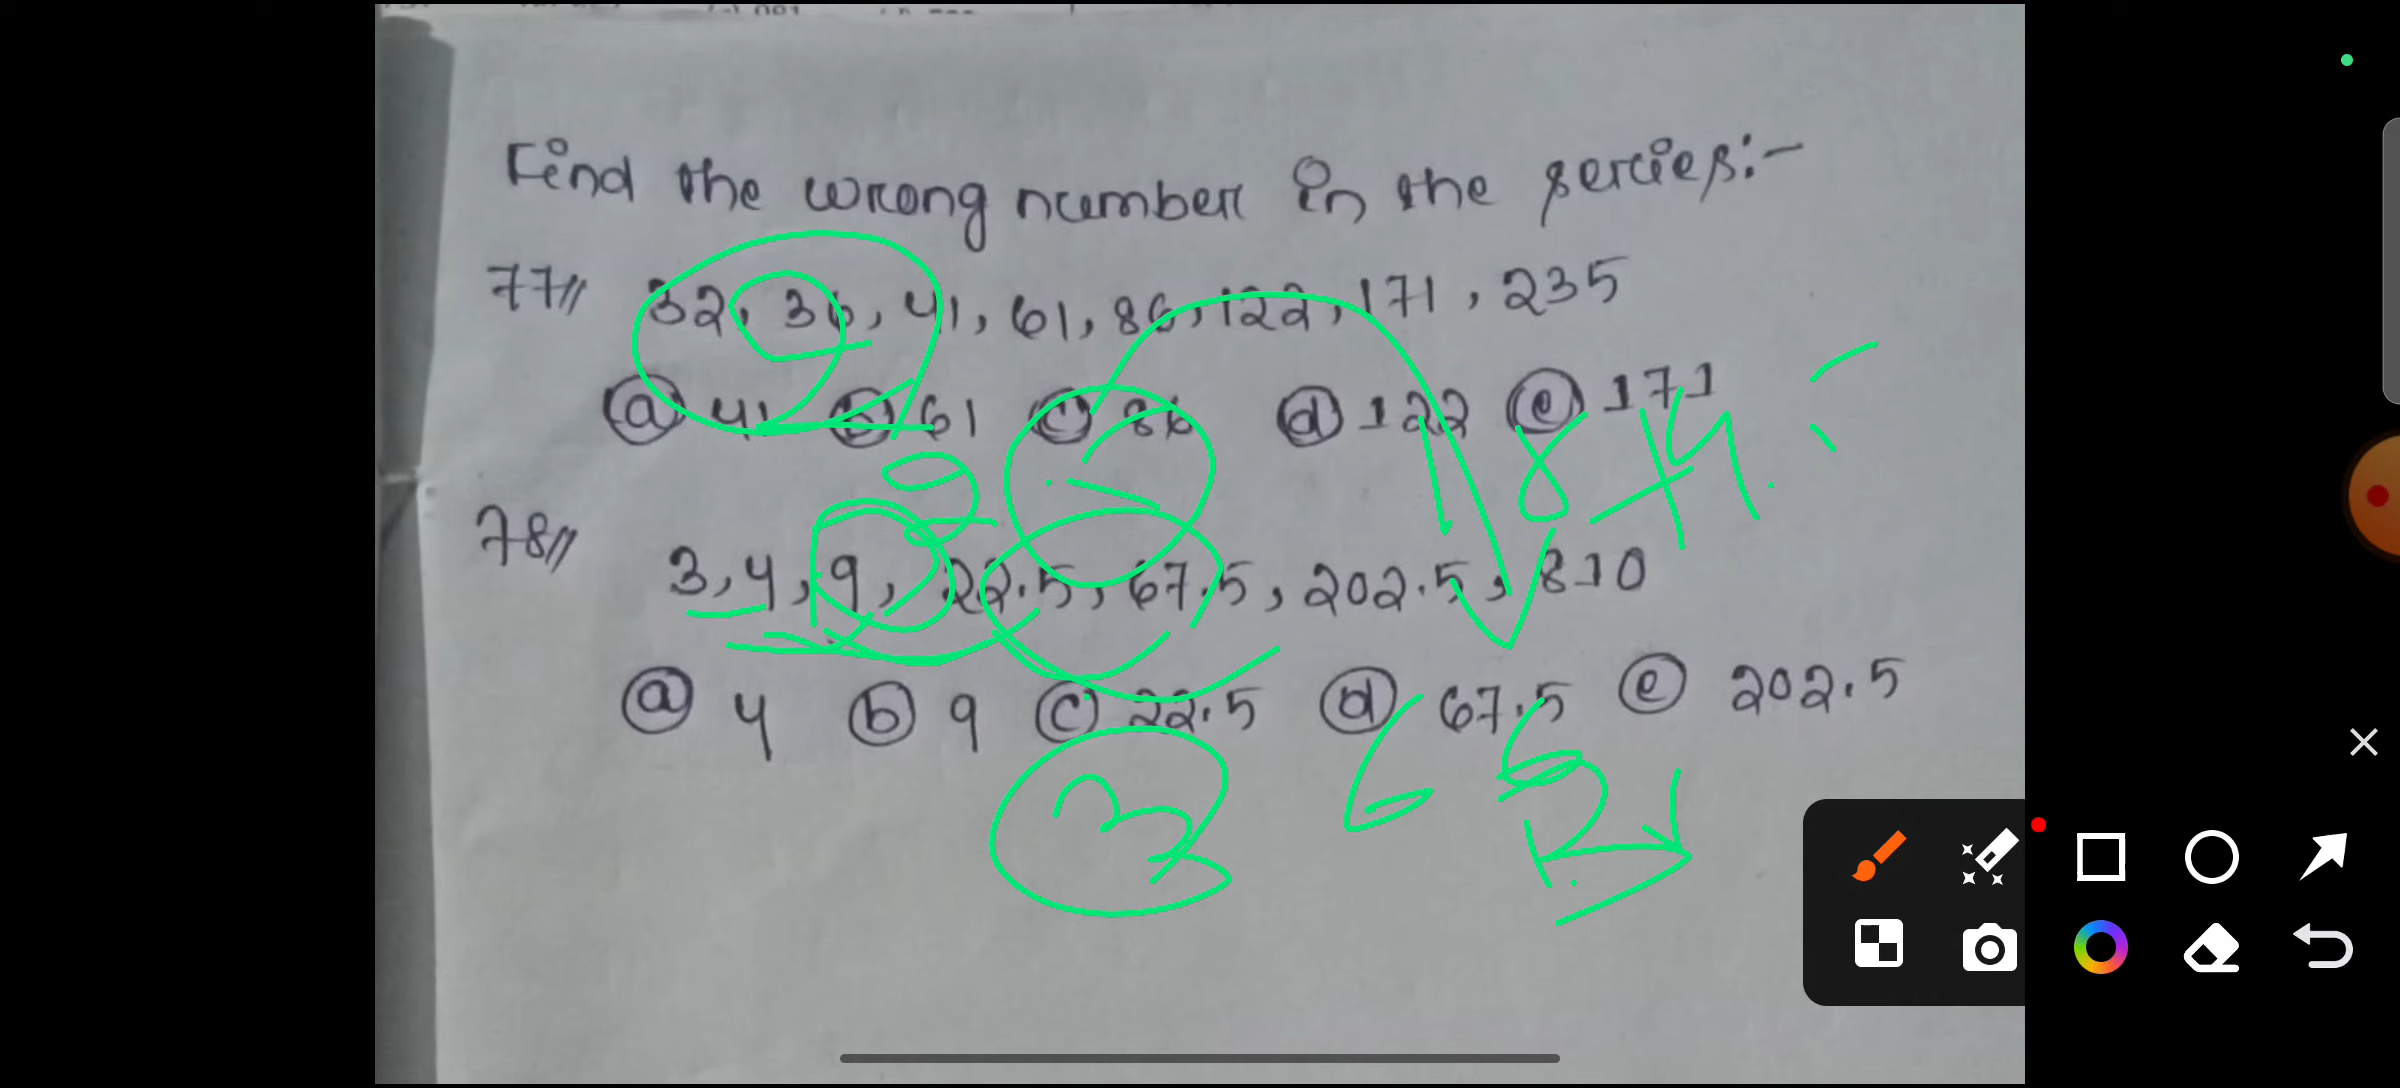 Find the wrong number in the series:-
77// 32, 36, 41, 61, 86, 122, 171, 235
(a) 41 (b) 61 (c) 86 (d) 122 (e) 171
78// 3, 4, 9, 22.5, 67.5, 202.5, 810
(a) 4 (b) 9 (c) 22.5 (d) 67.5 (e) 202.5